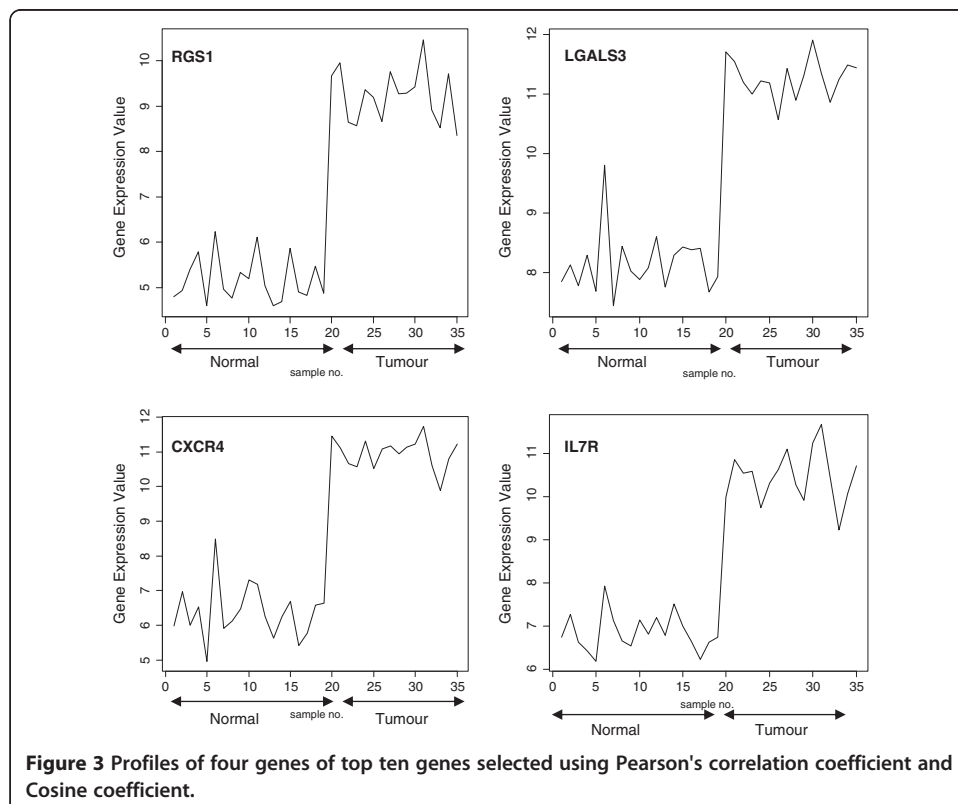 RGS1
Gene Expression Value
10
9
8
7
6
5
0 5 10 15 20 25 30 35
Normal sample no. Tumour
LGALS3
Gene Expression Value
12
11
10
9
8
0 5 10 15 20 25 30 35
Normal sample no. Tumour
CXCR4
Gene Expression Value
12
11
10
9
8
7
6
5
0 5 10 15 20 25 30 35
Normal sample no. Tumour
IL7R
Gene Expression Value
11
10
9
8
7
6
0 5 10 15 20 25 30 35
sample no.
Normal Tumour
Figure 3 Profiles of four genes of top ten genes selected using Pearson's correlation coefficient and
Cosine coefficient.